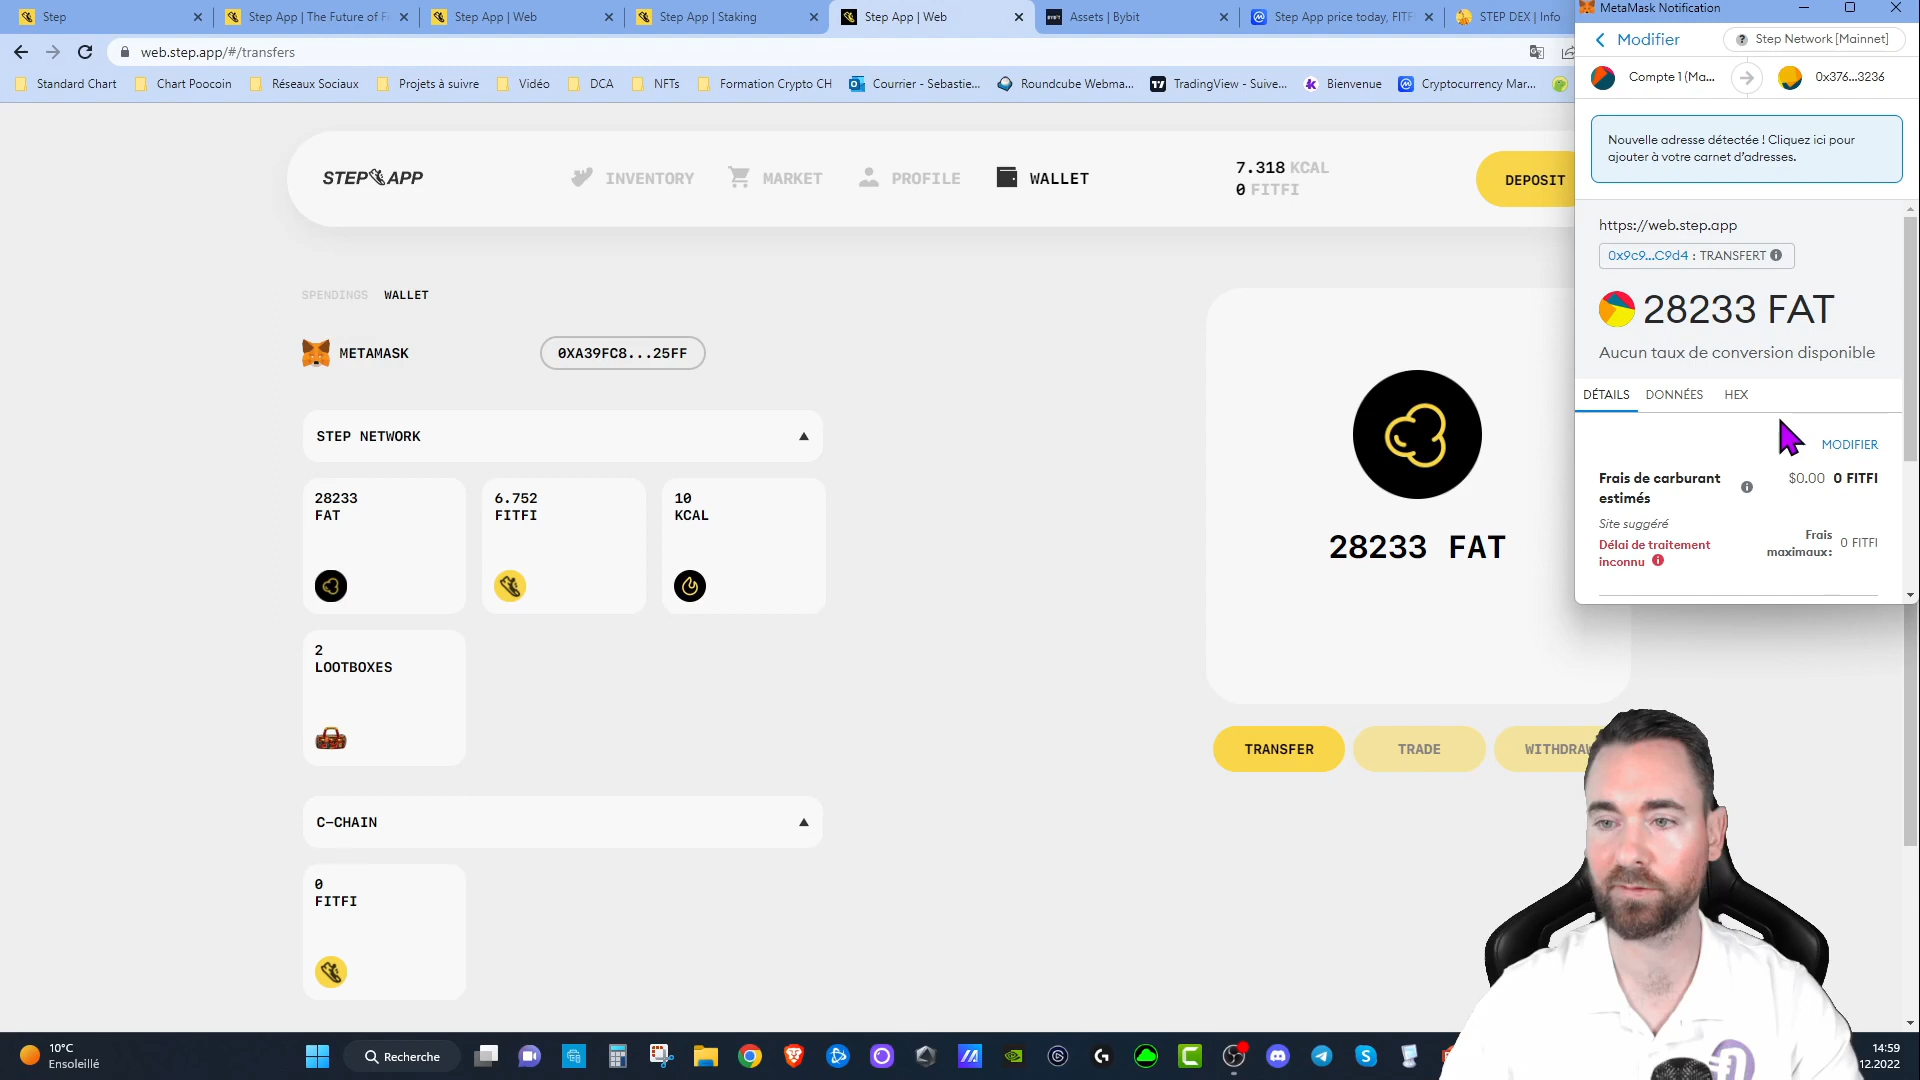 Step
Step App | The Future of Fi
Step App | Web
Step App | Staking
Step App | Web
Assets | Bybit
Step App price today, FITF
STEP DEX | Info
MetaMask Notification
web.step.app/#/transfers
Standard Chart
Chart Poocoin
Réseaux Sociaux
Projets à suivre
Vidéo
DCA
NFTs
Formation Crypto CH
Courrier - Sebastie...
Roundcube Webma...
TradingView - Suive...
Bienvenue
Cryptocurrency Mar...
Modifier
Step Network [Mainnet]
Compte 1 (Ma...
0x376...3236
Nouvelle adresse détectée ! Cliquez ici pour
ajouter à votre carnet d'adresses.
https://web.step.app
0x9c9...C9d4 : TRANSFERT
28233 FAT
Aucun taux de conversion disponible
DÉTAILS DONNÉES HEX
MODIFIER
Frais de carburant
estimés
$0.00 0 FITFI
Site suggéré
Délai de traitement
inconnu
Frais
maximaux:
0 FITFI
STEP APP
INVENTORY
MARKET
PROFILE
WALLET
7.318 KCAL
0 FITFI
DEPOSIT
SPENDINGS WALLET
METAMASK
0XA39FC8...25FF
STEP NETWORK
28233
FAT
6.752
FITFI
10
KCAL
2
LOOTBOXES
C-CHAIN
0
FITFI
28233 FAT
TRANSFER
TRADE
WITHDRAW
10°C
Ensoleillé
Recherche
14:59
12.2022